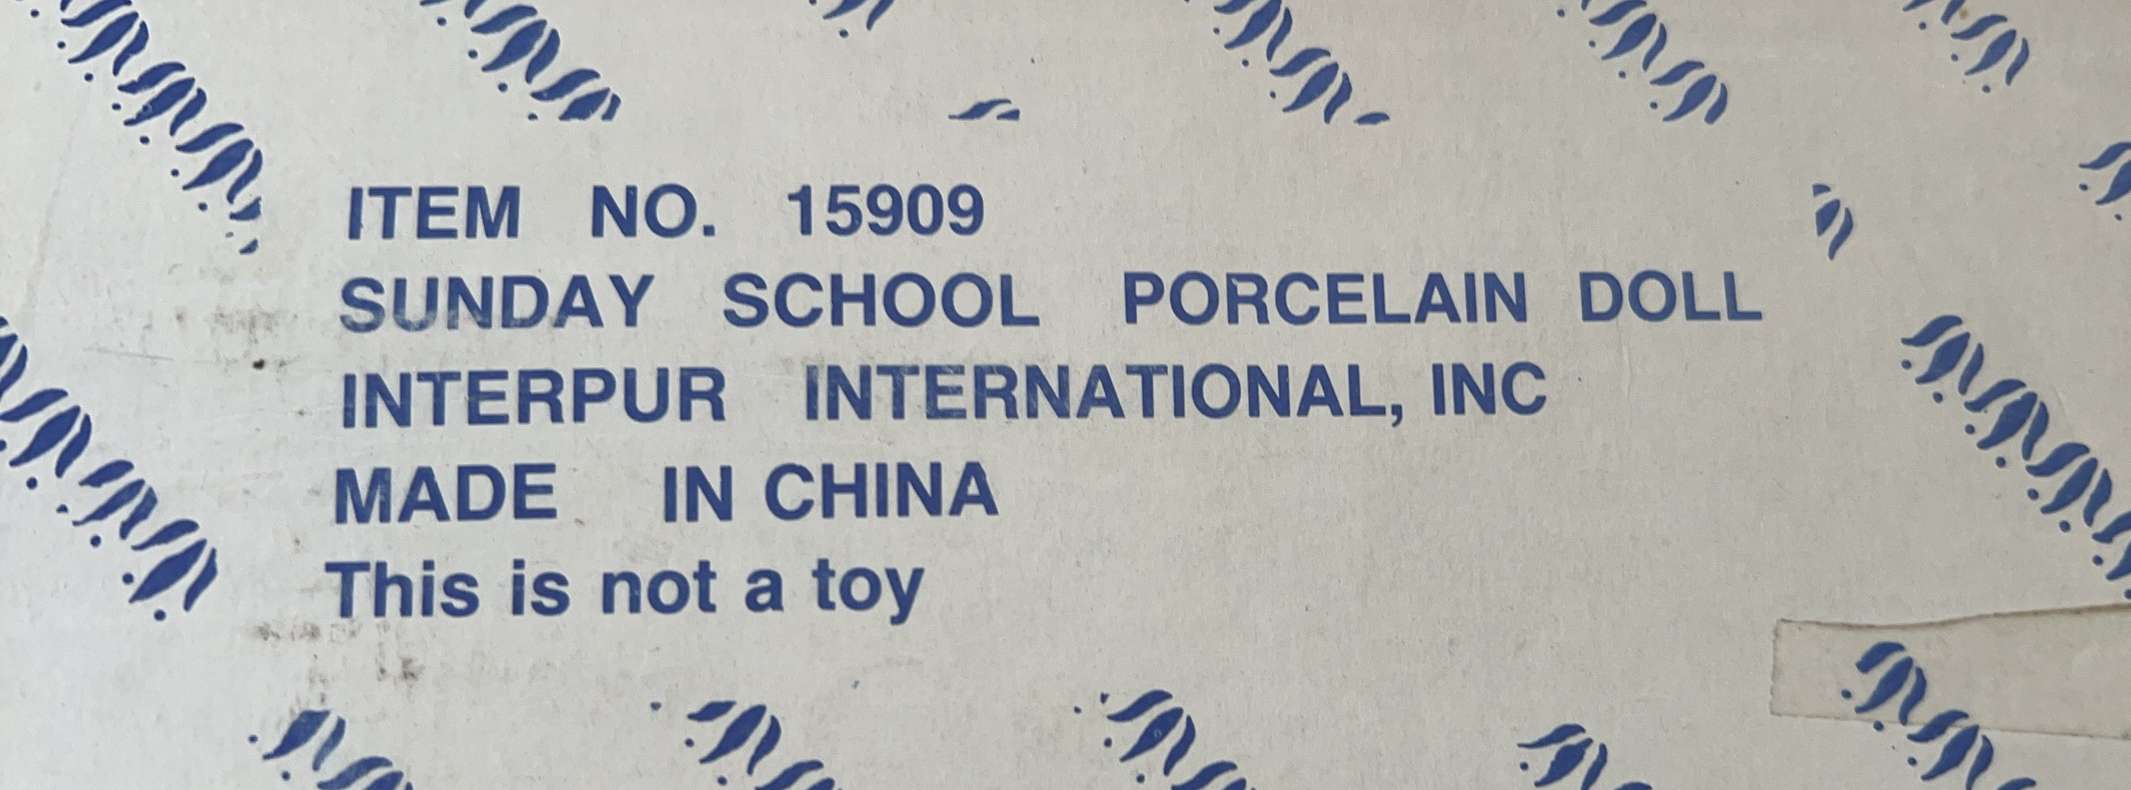 ITEM NO. 15909
SUNDAY SCHOOL PORCELAIN DOLL
INTERPUR INTERNATIONAL, INC
MADE IN CHINA
This is not a toy